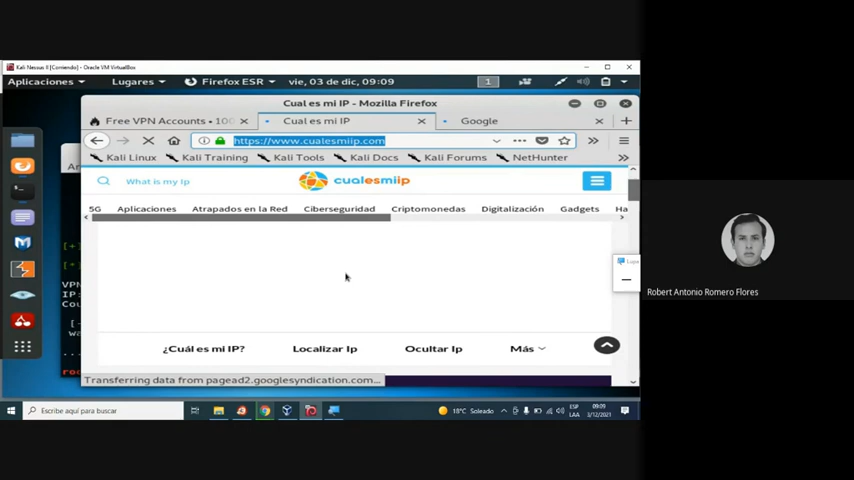 Kali Nessus II [Corriendo] - Oracle VM VirtualBox
Aplicaciones Lugares Firefox ESR vie, 03 de dic, 09:09 1
Cual es mi IP - Mozilla Firefox
Free VPN Accounts • 100 Cual es mi IP Google
https://www.cualesmiip.com
Kali Linux Kali Training Kali Tools Kali Docs Kali Forums NetHunter
What is my Ip cualesmiip
5G Aplicaciones Atrapados en la Red Ciberseguridad Criptomonedas Digitalización Gadgets Ha
[+]
VPN
IP:
Cou
¿Cuál es mi IP? Localizar Ip Ocultar Ip Más
Transferring data from pagead2.googlesyndication.com...
Robert Antonio Romero Flores
Escribe aquí para buscar 18°C Soleado ESP LAA 09:09 3/12/2021